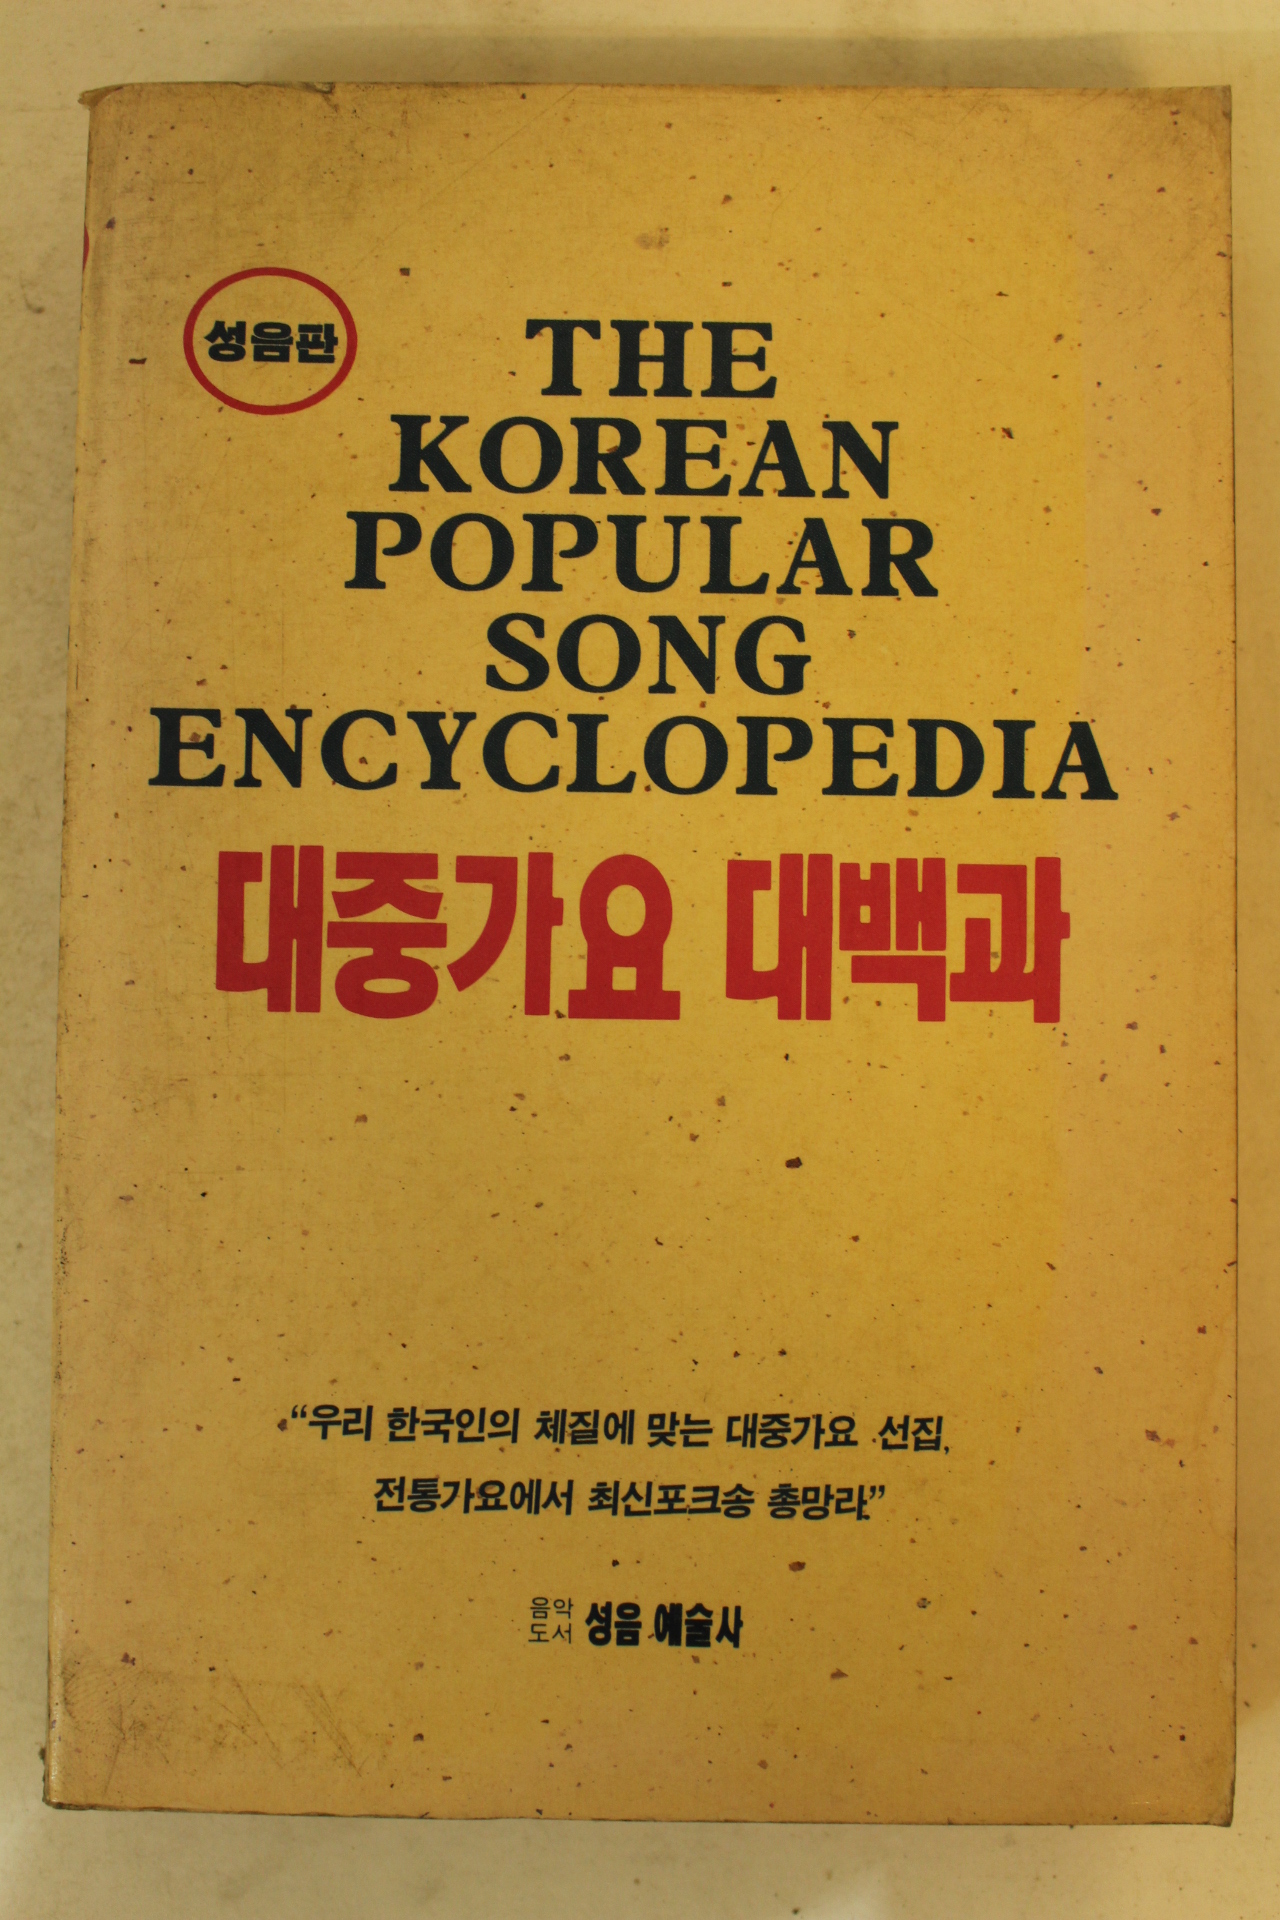 성음판
THE
KOREAN
POPULAR
SONG
ENCYCLOPEDIA
대중가요 대백과
“우리 한국인의 체질에 맞는 대중가요 선집,
전통가요에서 최신포크송 총망라.”
음악
도서 성음 예술사